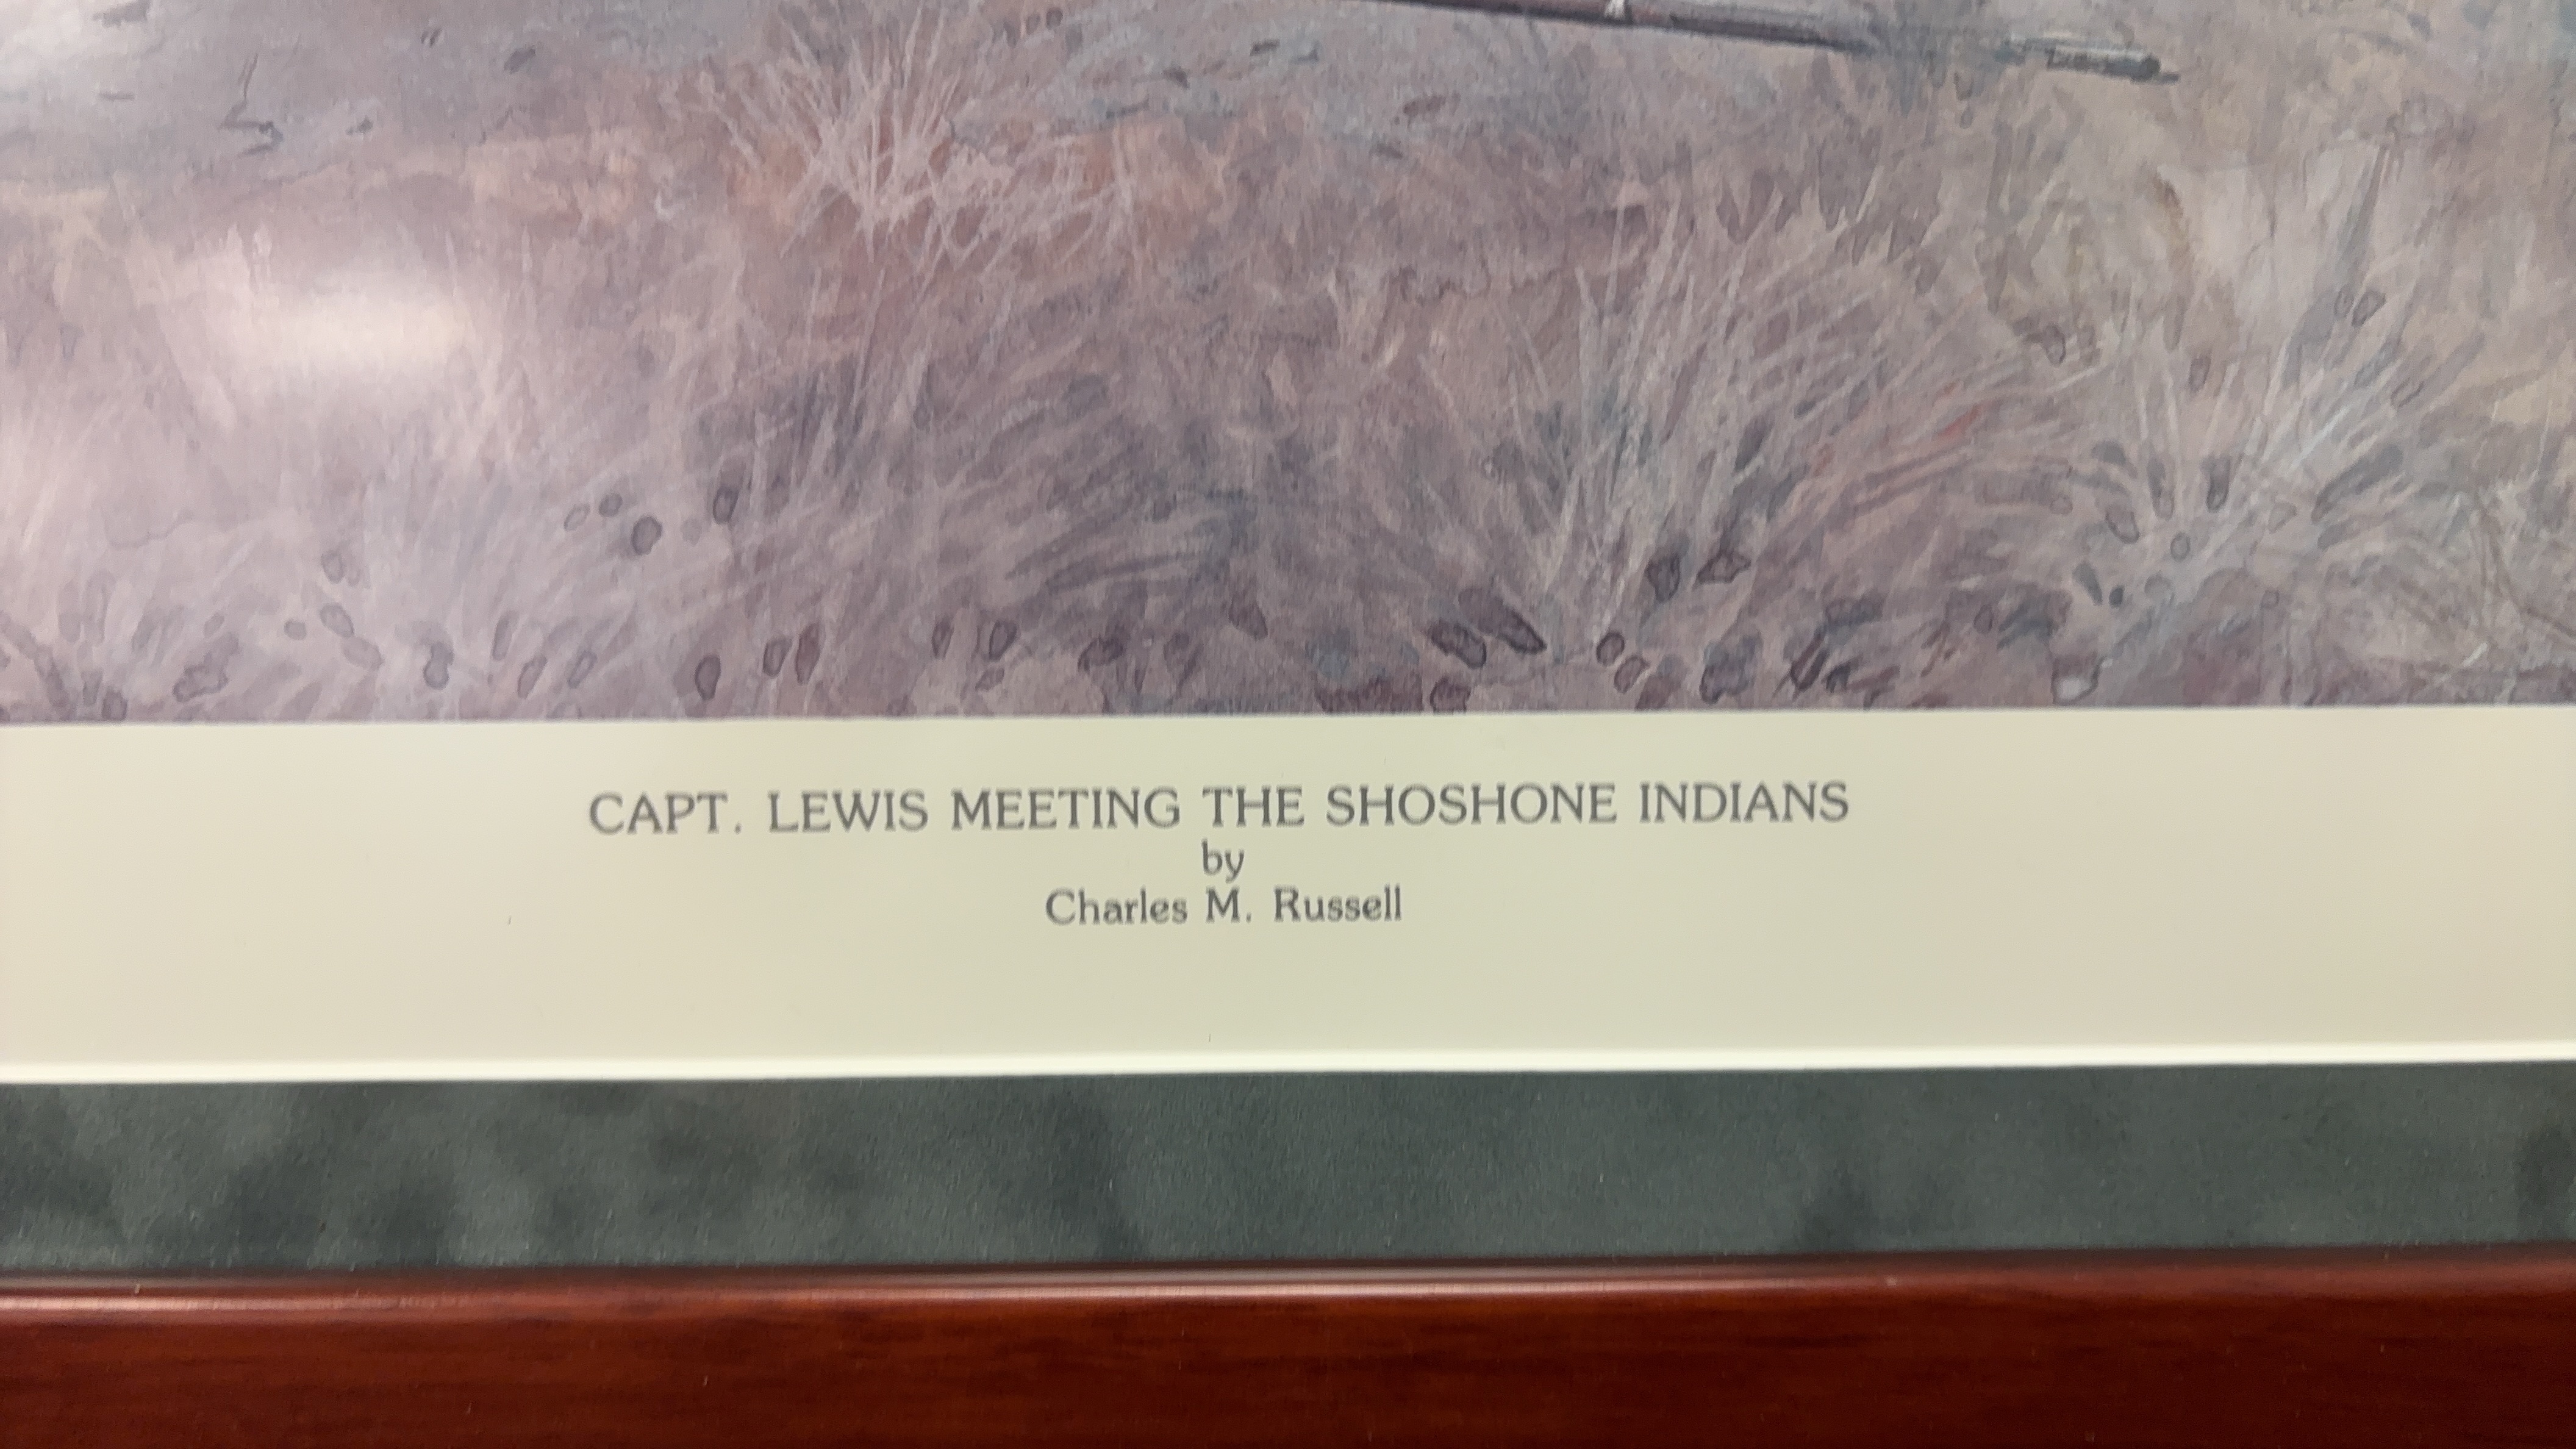 CAPT. LEWIS MEETING THE SHOSHONE INDIANS
by
Charles M. Russell